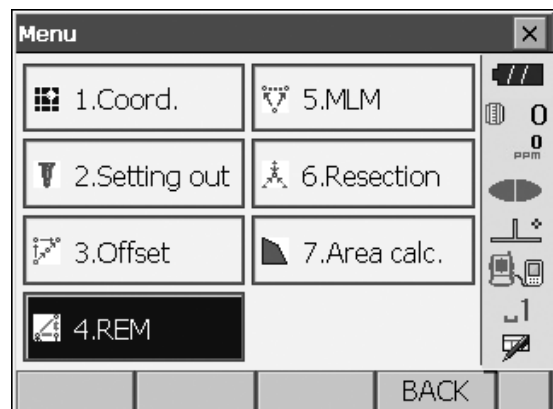 Menu
1.Coord.
5.MLM
2.Setting out
6.Resection
3.Offset
7.Area calc.
4.REM
0
0
PPM
1
BACK